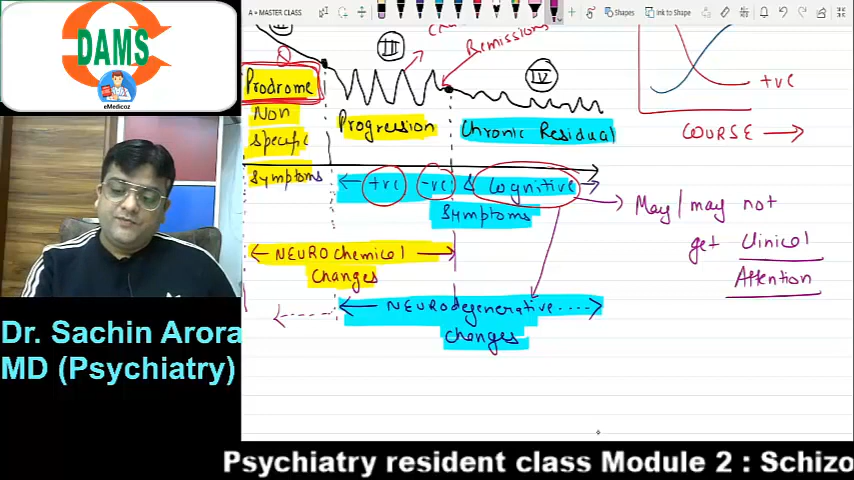 A = MASTER CLASS
Shapes
Ink to Shape
DAMS
eMedicoz
III
Remissions
①
IV
Prodrome
Non
specific
symptoms
Progression
Chronic Residual
+ve
COURSE →
+ve -ve & Cognitive
symptoms
May/may not
get Clinical
Attention
NEUROchemical
Changes
NEUROdegenerative....
changes
Dr. Sachin Arora
MD (Psychiatry)
Psychiatry resident class Module 2 : Schizo